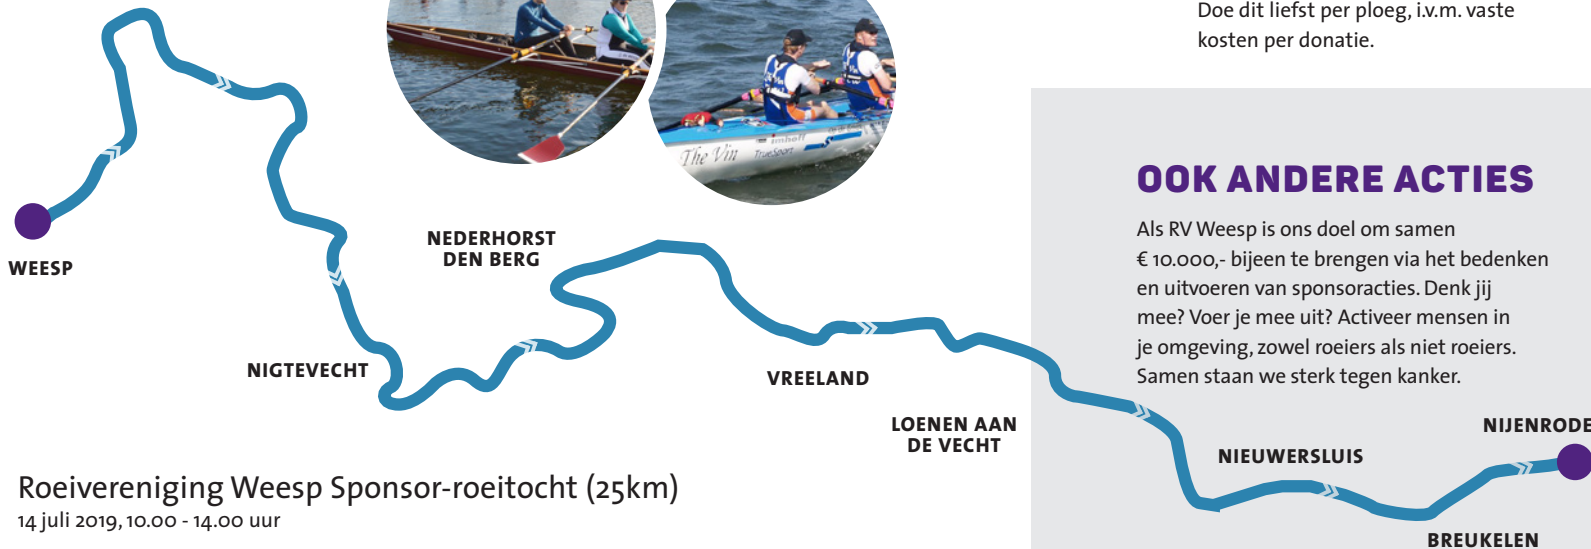 Doe dit liefst per ploeg, i.v.m. vaste
kosten per donatie.
The Vin
imhoff
TrueSport
OOK ANDERE ACTIES
Als RV Weesp is ons doel om samen
€ 10.000,- bijeen te brengen via het bedenken
en uitvoeren van sponsoracties. Denk jij
mee? Voer je mee uit? Activeer mensen in
je omgeving, zowel roeiers als niet roeiers.
Samen staan we sterk tegen kanker.
WEESP
NIGTEVECHT
NEDERHORST
DEN BERG
VREELAND
LOENEN AAN
DE VECHT
NIEUWERSLUIS
BREUKELEN
NIJENRODE
Roeivereniging Weesp Sponsor-roeitocht (25km)
14 juli 2019, 10.00 - 14.00 uur